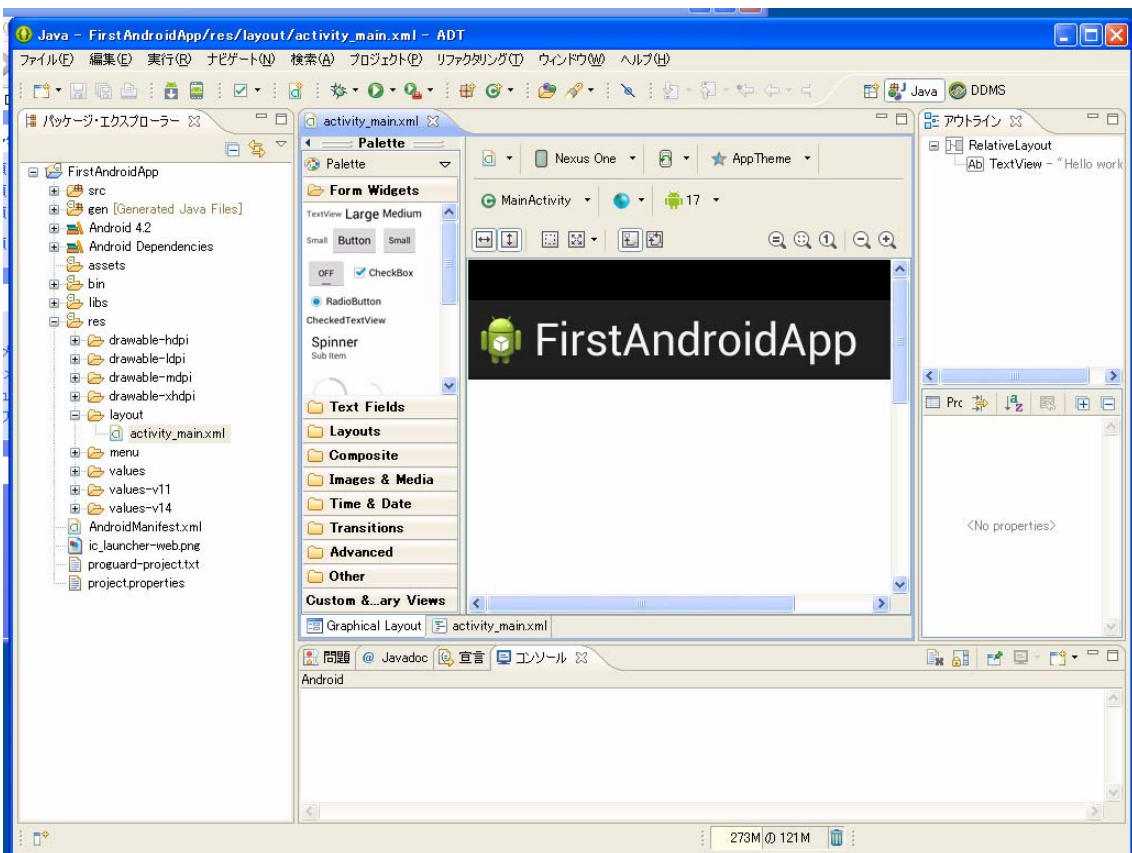 Java - FirstAndroidApp/res/layout/activity_main.xml - ADT
ファイル(F) 編集(E) 実行(R) ナビゲート(N) 検索(A) プロジェクト(P) リファクタリング(T) ウィンドウ(W) ヘルプ(H)
Java DDMS
パッケージ・エクスプローラー
FirstAndroidApp
src
gen [Generated Java Files]
Android 4.2
Android Dependencies
assets
bin
libs
res
drawable-hdpi
drawable-ldpi
drawable-mdpi
drawable-xhdpi
layout
activity_main.xml
menu
values
values-v11
values-v14
AndroidManifest.xml
ic_launcher-web.png
proguard-project.txt
project.properties
activity_main.xml
Palette
Palette
Form Widgets
TextView Large Medium
Small Button Small
OFF CheckBox
RadioButton
CheckedTextView
Spinner
Sub Item
Text Fields
Layouts
Composite
Images & Media
Time & Date
Transitions
Advanced
Other
Custom &...ary Views
Nexus One AppTheme
MainActivity 17
FirstAndroidApp
Graphical Layout activity_main.xml
アウトライン
RelativeLayout
Ab TextView - "Hello work
Prc
<No properties>
問題 @ Javadoc 宣言 コンソール
Android
273M の 121M